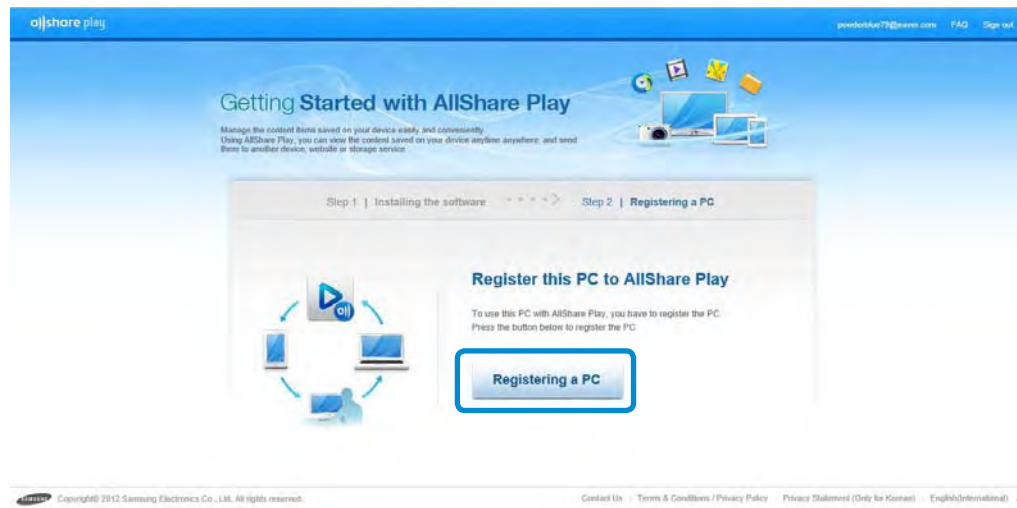 allshare play
powderblue79@naver.com FAQ Sign out
Getting Started with AllShare Play
Manage the content items saved on your device easily and conveniently.
Using AllShare Play, you can view the content saved on your device anytime anywhere, and send
them to another device, website or storage service
Step 1 | Installing the software Step 2 | Registering a PC
Register this PC to AllShare Play
all
To use this PC with AllShare Play, you have to register the PC.
Press the button below to register the PC
Registering a PC
SAMSUNG Copyright© 2012 Samsung Electronics Co., Ltd. All rights reserved. Contact Us Terms & Conditions / Privacy Policy Privacy Statement (Only for Korean) English(International)